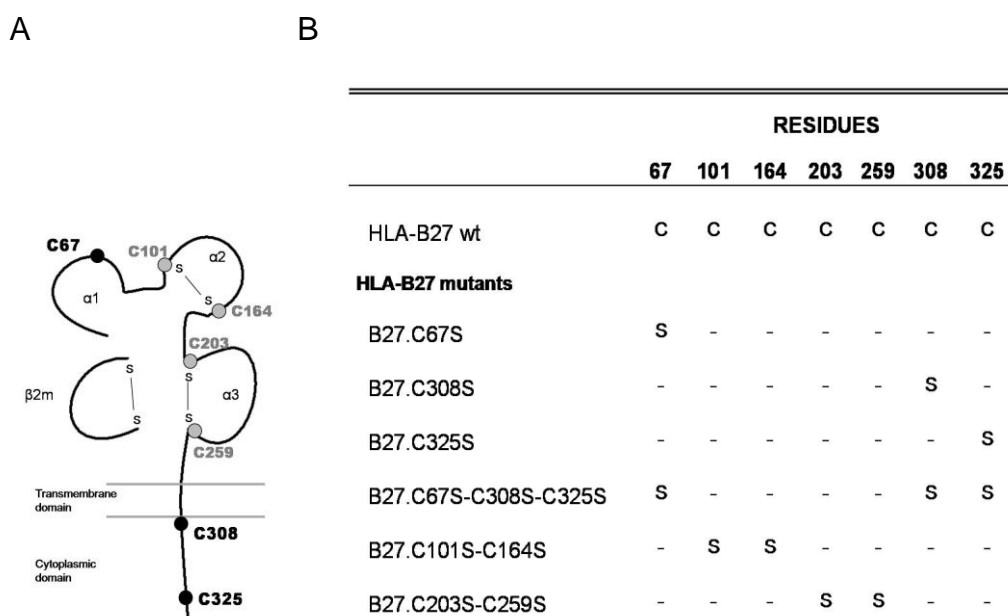 A
B
C67
C101
S
α2
α1
S
C164
C203
S
S
β2m
α3
S
S
C259
Transmembrane
domain
C308
Cytoplasmic
domain
C325
RESIDUES
67 101 164 203 259 308 325
HLA-B27 wt C C C C C C C
HLA-B27 mutants
B27.C67S S - - - - - -
B27.C308S - - - - - S -
B27.C325S - - - - - - S
B27.C67S-C308S-C325S S - - - - S S
B27.C101S-C164S - S S - - - -
B27.C203S-C259S - - - S S - -